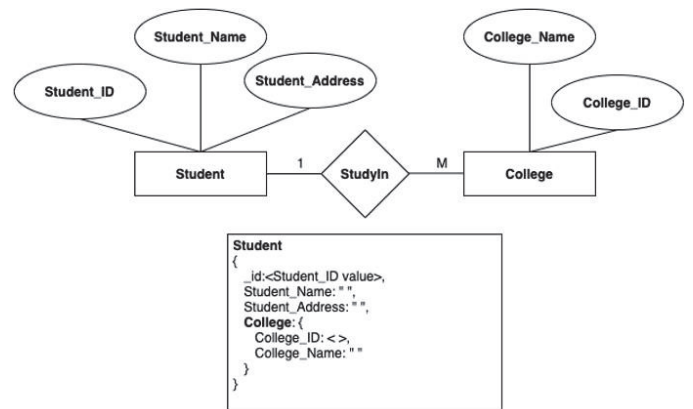 Student_Name
College_Name
Student_ID
Student_Address
College_ID
Student
1
StudyIn
M
College
Student
{
_id:<Student_ID value>,
Student_Name: " ",
Student_Address: " ",
College: {
College_ID: < >,
College_Name: " "
}
}